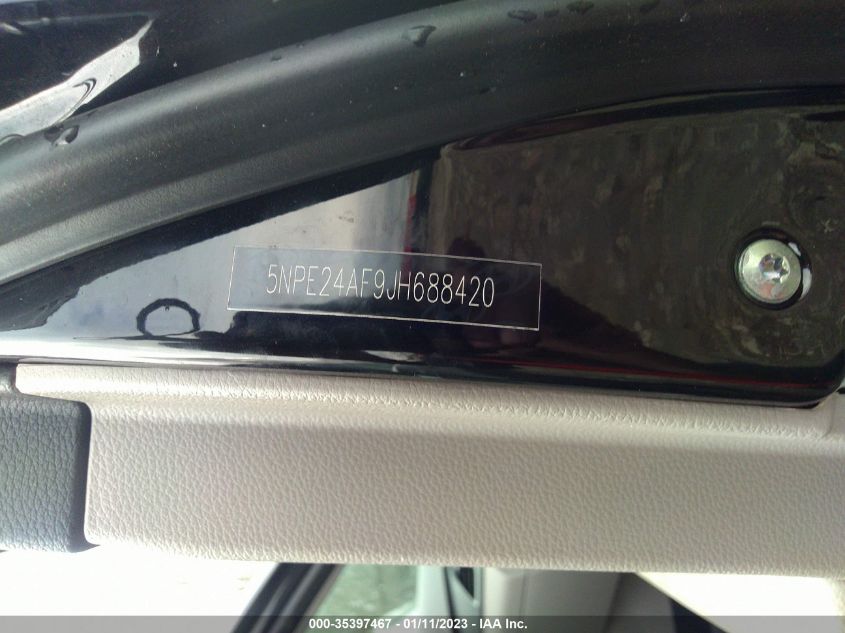 5NPE24AF9JH688420
000-35397467 - 01/11/2023 - IAA Inc.